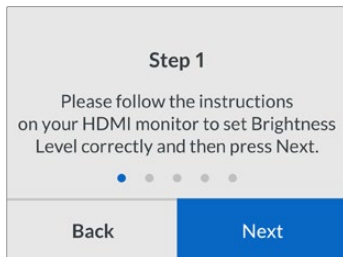 Step 1
Please follow the instructions
on your HDMI monitor to set Brightness
Level correctly and then press Next.
Back
Next